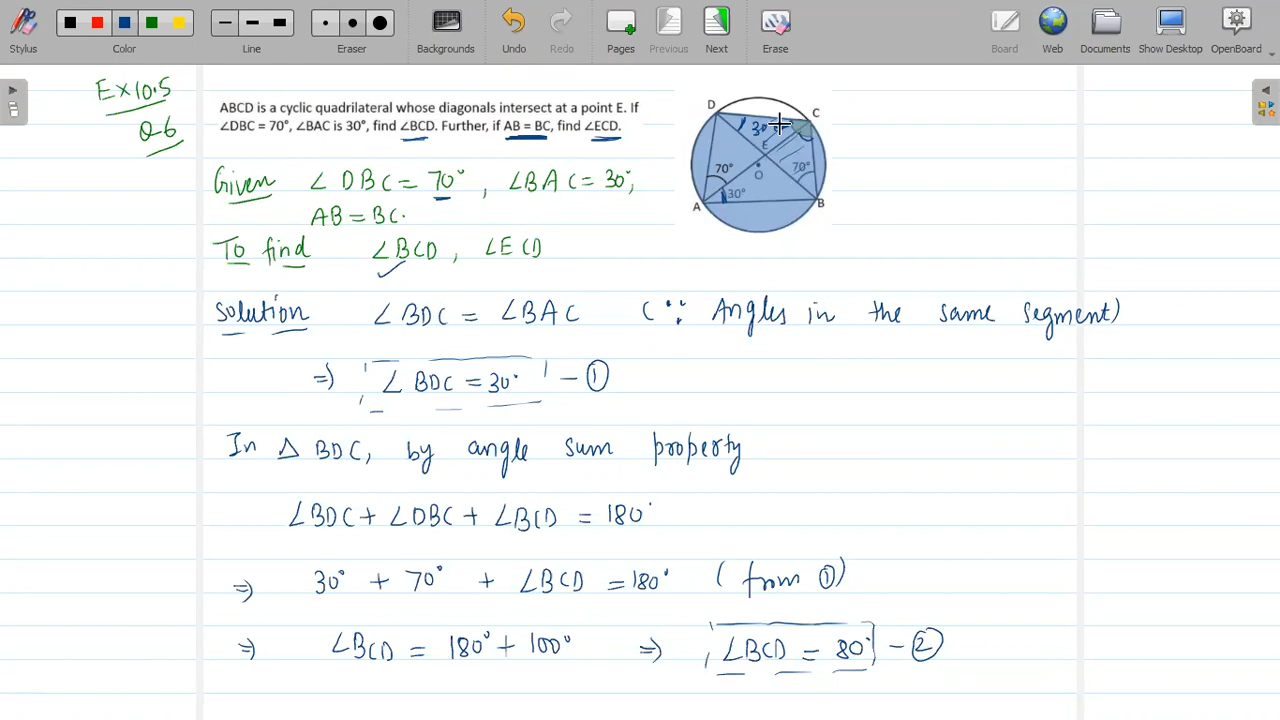 Stylus Color Line Eraser Backgrounds Undo Redo Pages Previous Next Erase Board Web Documents Show Desktop OpenBoard
Ex 10.5
Q-6
ABCD is a cyclic quadrilateral whose diagonals intersect at a point E. If
∠DBC = 70°, ∠BAC is 30°, find ∠BCD. Further, if AB = BC, find ∠ECD.
D
C
30
E
70°
70°
O
30°
A
B
Given ∠DBC = 70°, ∠BAC = 30°,
AB = BC.
To find ∠BCD, ∠ECD
Solution ∠BDC = ∠BAC (∵ Angles in the same segment)
⇒ ∠BDC = 30° - ①
In △ BDC, by angle sum property
∠BDC + ∠DBC + ∠BCD = 180°
⇒ 30° + 70° + ∠BCD = 180° (from ①)
⇒ ∠BCD = 180° + 100° ⇒ ∠BCD = 80° - ②